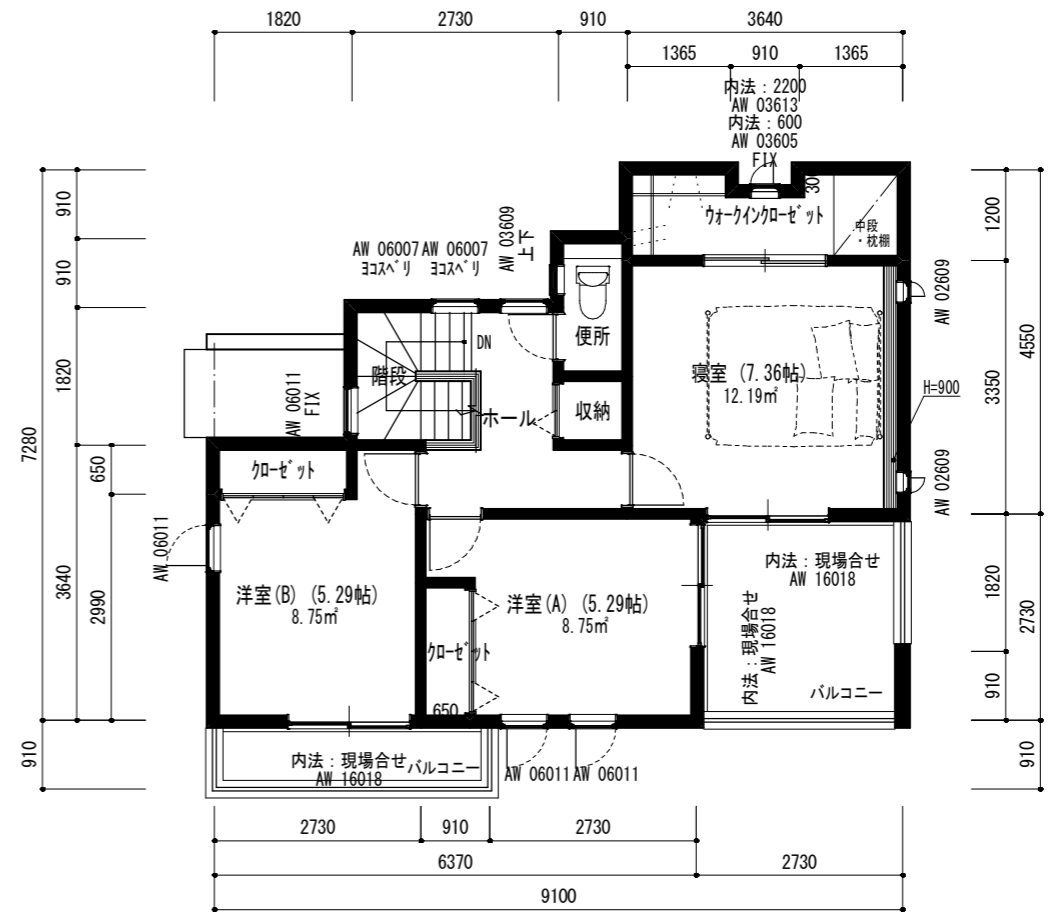 1820
2730
910
3640
1365
910
1365
内法：2200
AW 03613
内法：600
AW 03605
FIX
300
ウォークインクローゼット
中段
・枕棚
910
910
1820
7280
650
3640
2990
910
1200
4550
3350
1820
2730
910
910
AW 06007
ヨコスベリ
AW 06007
ヨコスベリ
AW 03609
上下
便所
DN
階段
AW 06011
FIX
ホール
収納
寝室 (7.36帖)
12.19㎡
AW 02609
H=900
AW 02609
クローゼット
AW 06011
洋室(B) (5.29帖)
8.75㎡
洋室(A) (5.29帖)
8.75㎡
クローゼット
650
内法：現場合せ
AW 16018
内法：現場合せ
AW 16018
バルコニー
内法：現場合せ
AW 16018
バルコニー
AW 06011
AW 06011
2730
910
2730
6370
2730
9100